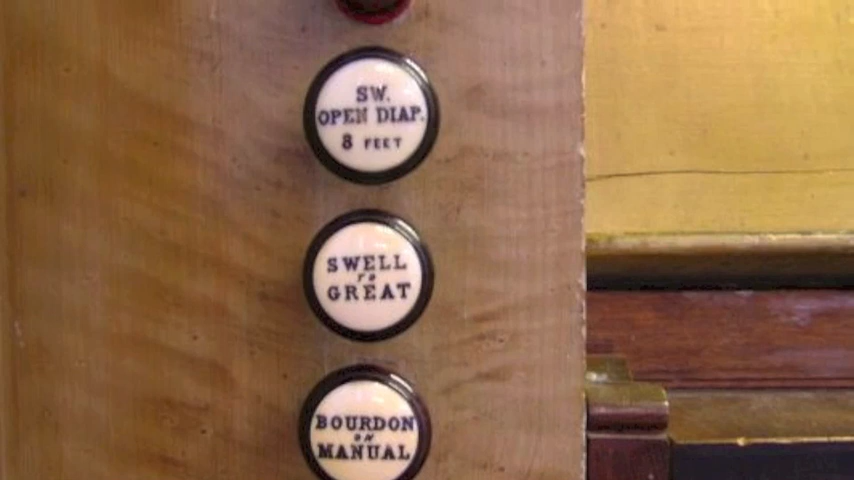 SW.
OPEN DIAP.
8 FEET
SWELL
TO
GREAT
BOURDON
ON
MANUAL